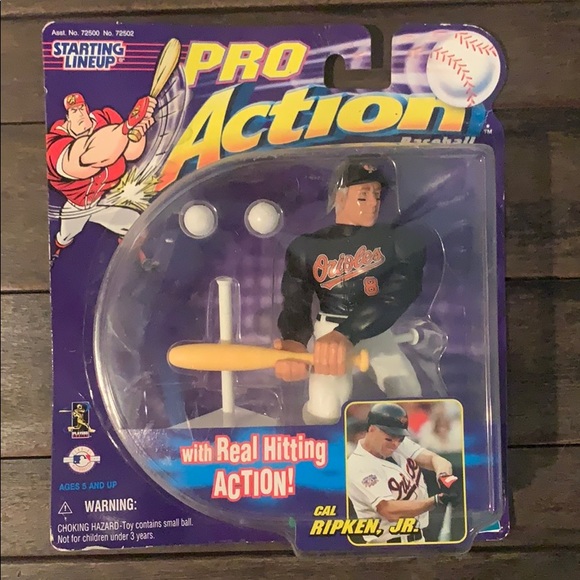 Asst. No. 72500 No. 72502
STARTING
LINEUP
PRO
Action
Baseball
TM
Orioles
8
with Real Hitting
ACTION!
AGES 5 AND UP
WARNING:
CHOKING HAZARD-Toy contains small ball.
Not for children under 3 years.
CAL
RIPKEN, JR.